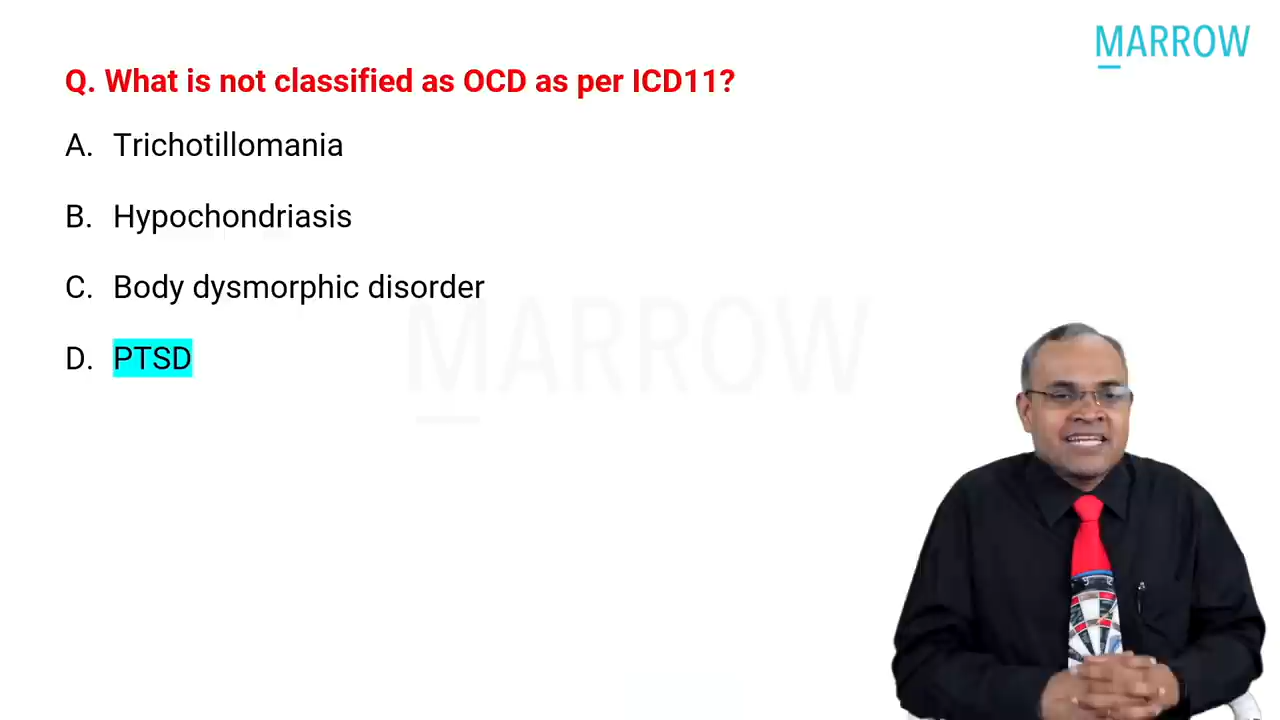 MARROW
Q. What is not classified as OCD as per ICD11?
A. Trichotillomania
B. Hypochondriasis
C. Body dysmorphic disorder
MARROW
D. PTSD